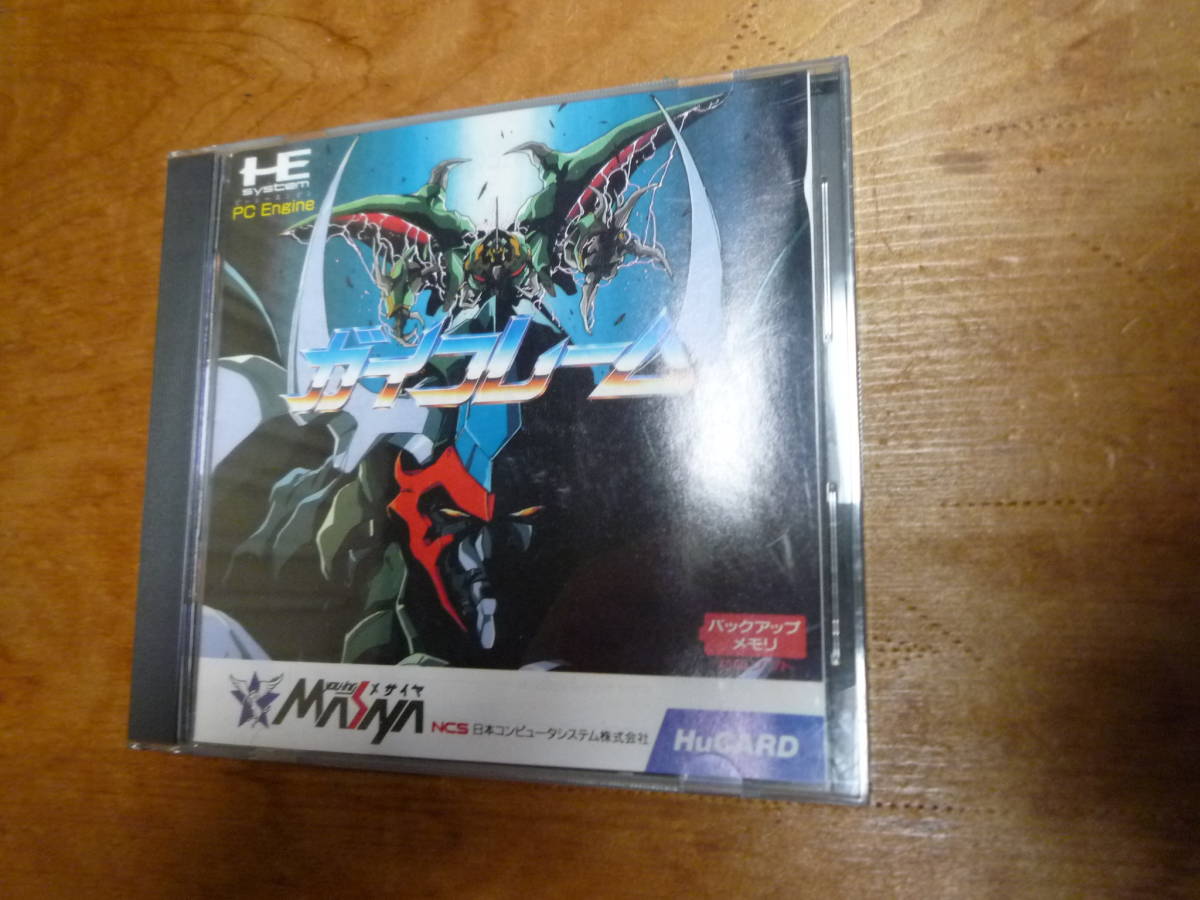 HE
system
PC Engine
ガイフレーム
バックアップ
メモリ
メサイヤ
MASAYA
NCS 日本コンピュータシステム株式会社
HuCARD